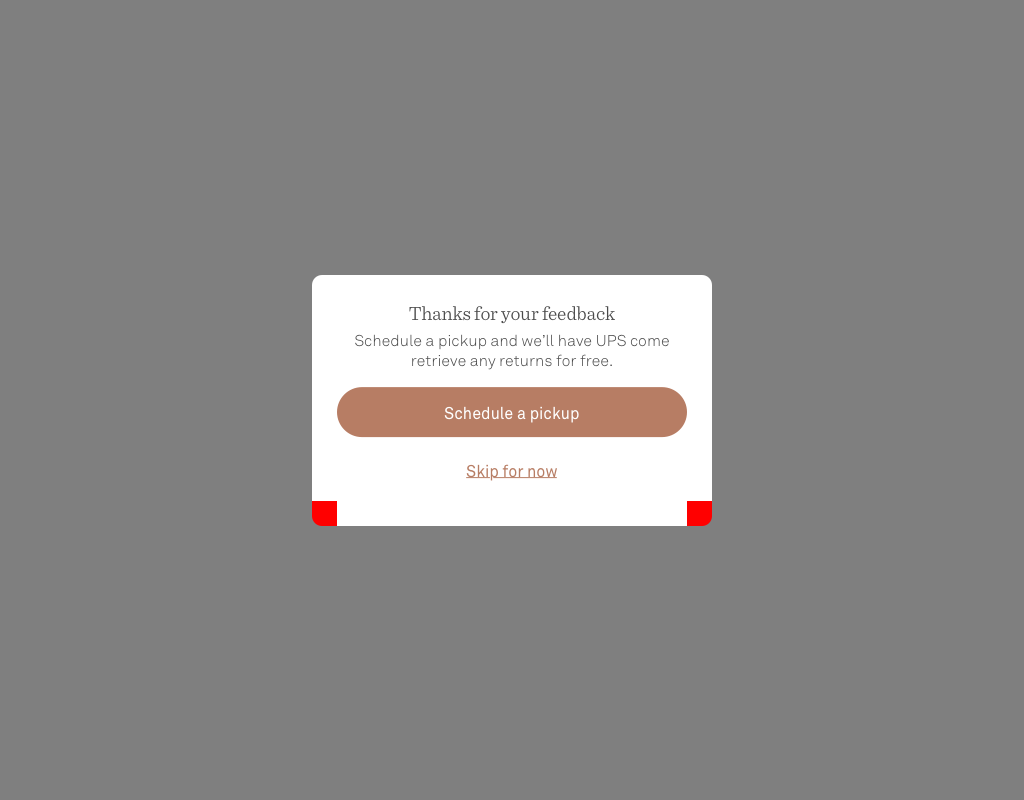 Thanks for your feedback
Schedule a pickup and we’ll have UPS come
retrieve any returns for free.
Schedule a pickup
Skip for now